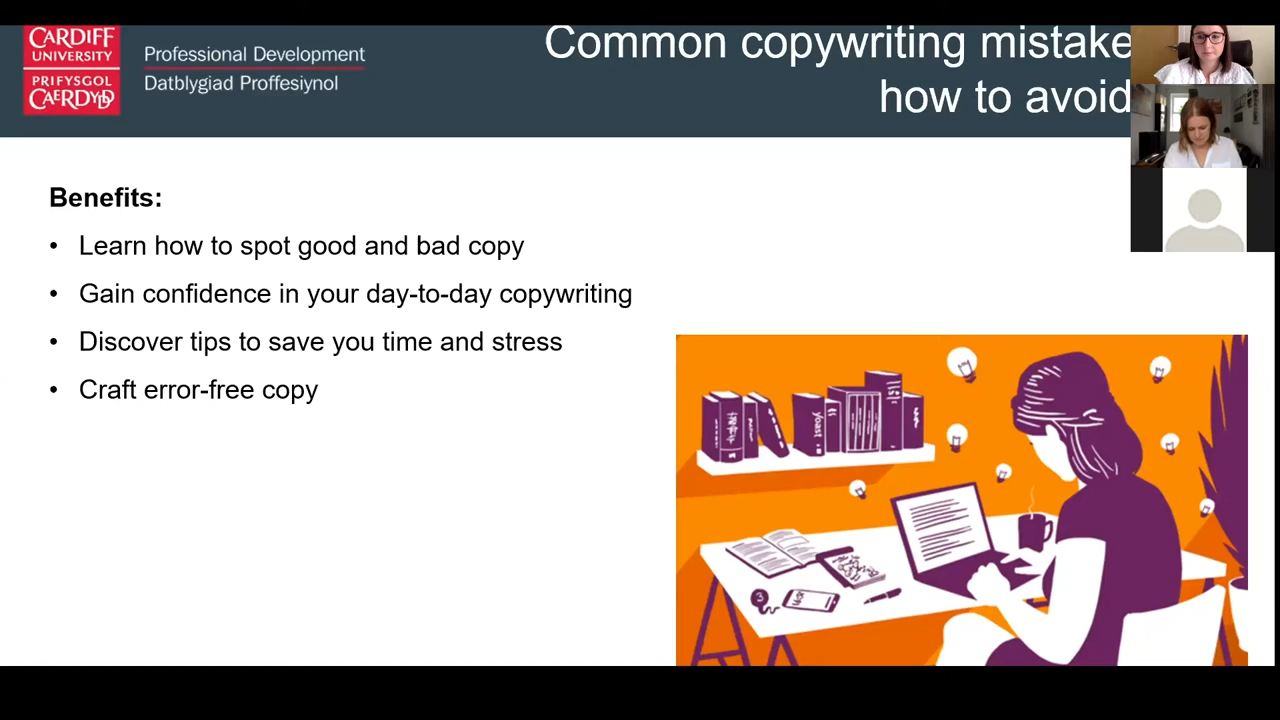 CARDIFF
UNIVERSITY
PRIFYSGOL
CAERDYDD
Professional Development
Datblygiad Proffesiynol
Common copywriting mistake
how to avoid
Benefits:
• Learn how to spot good and bad copy
• Gain confidence in your day-to-day copywriting
• Discover tips to save you time and stress
• Craft error-free copy
yoast
3